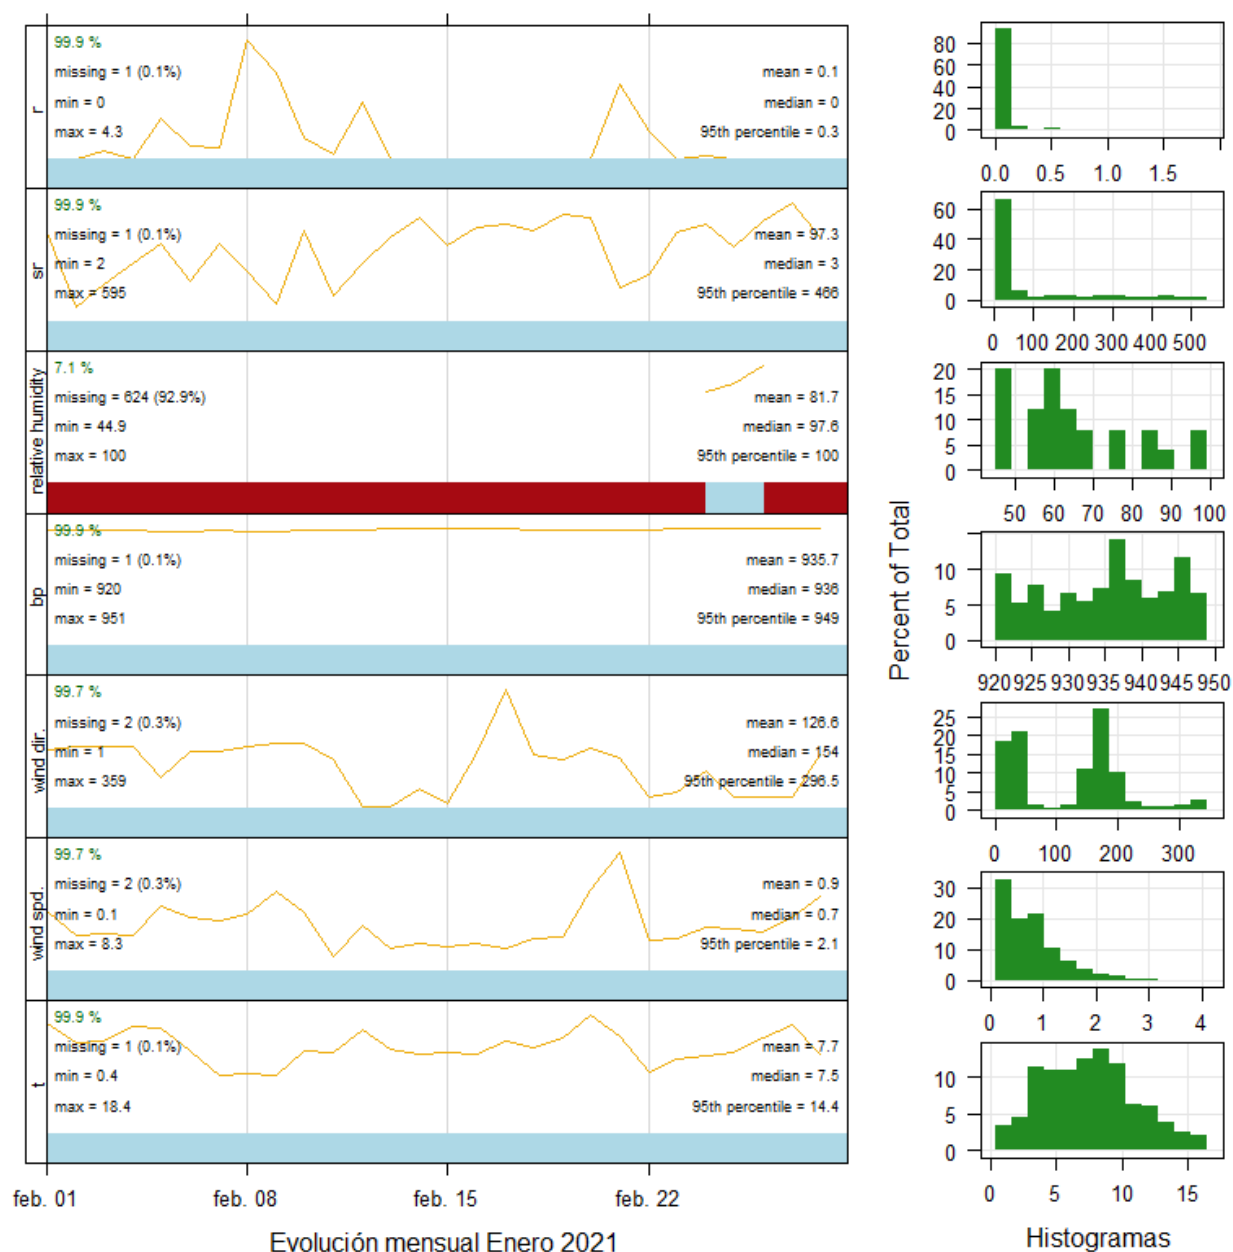 r
99.9 %
missing = 1 (0.1%)
min = 0
max = 4.3
mean = 0.1
median = 0
95th percentile = 0.3
sr
99.9 %
missing = 1 (0.1%)
min = 2
max = 595
mean = 97.3
median = 3
95th percentile = 466
relative humidity
7.1 %
missing = 624 (92.9%)
min = 44.9
max = 100
mean = 81.7
median = 97.6
95th percentile = 100
bp
99.9 %
missing = 1 (0.1%)
min = 920
max = 951
mean = 935.7
median = 936
95th percentile = 949
wind dir.
99.7 %
missing = 2 (0.3%)
min = 1
max = 359
mean = 126.6
median = 154
95th percentile = 296.5
wind spd.
99.7 %
missing = 2 (0.3%)
min = 0.1
max = 8.3
mean = 0.9
median = 0.7
95th percentile = 2.1
t
99.9 %
missing = 1 (0.1%)
min = 0.4
max = 18.4
mean = 7.7
median = 7.5
95th percentile = 14.4
feb. 01 feb. 08 feb. 15 feb. 22
Evolución mensual Enero 2021
Percent of Total
80
60
40
20
0
0.0 0.5 1.0 1.5
60
40
20
0
0 100 200 300 400 500
20
15
10
5
0
50 60 70 80 90 100
10
5
0
920 925 930 935 940 945 950
25
20
15
10
5
0
0 100 200 300
30
20
10
0
0 1 2 3 4
10
5
0
0 5 10 15
Histogramas